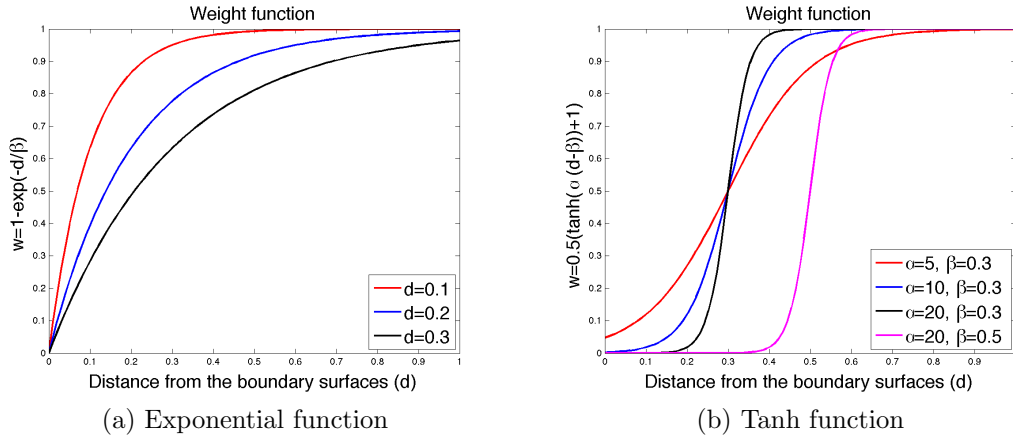 Weight function
w=1-exp(-d/β)
1
0.9
0.8
0.7
0.6
0.5
0.4
0.3
0.2
0.1
0
0 0.1 0.2 0.3 0.4 0.5 0.6 0.7 0.8 0.9 1
d=0.1
d=0.2
d=0.3
Distance from the boundary surfaces (d)
(a) Exponential function
Weight function
w=0.5(tanh( α (d-β))+1)
1
0.9
0.8
0.7
0.6
0.5
0.4
0.3
0.2
0.1
0
0 0.1 0.2 0.3 0.4 0.5 0.6 0.7 0.8 0.9
α=5, β=0.3
α=10, β=0.3
α=20, β=0.3
α=20, β=0.5
Distance from the boundary surfaces (d)
(b) Tanh function